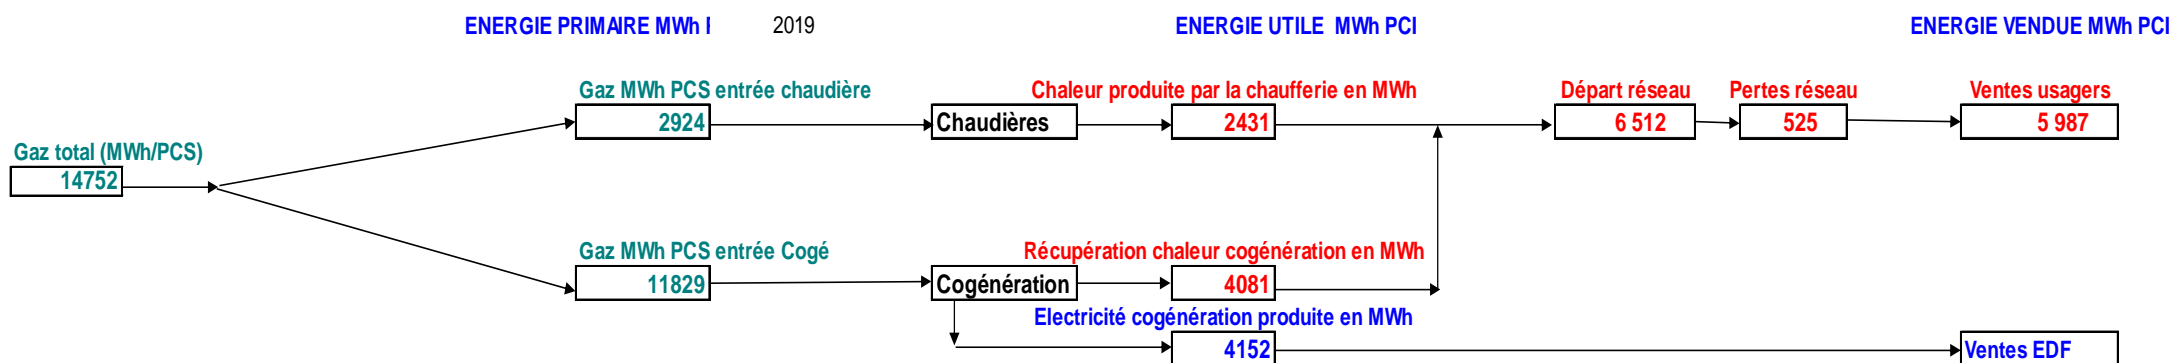 ENERGIE PRIMAIRE MWh F 2019 ENERGIE UTILE MWh PCI ENERGIE VENDUE MWh PCI
Gaz MWh PCS entrée chaudière Chaleur produite par la chaufferie en MWh Départ réseau Pertes réseau Ventes usagers
2924 Chaudières 2431 6 512 525 5 987
Gaz total (MWh/PCS)
14752
Gaz MWh PCS entrée Cogé Récupération chaleur cogénération en MWh
11829 Cogénération 4081
Electricité cogénération produite en MWh
4152 Ventes EDF